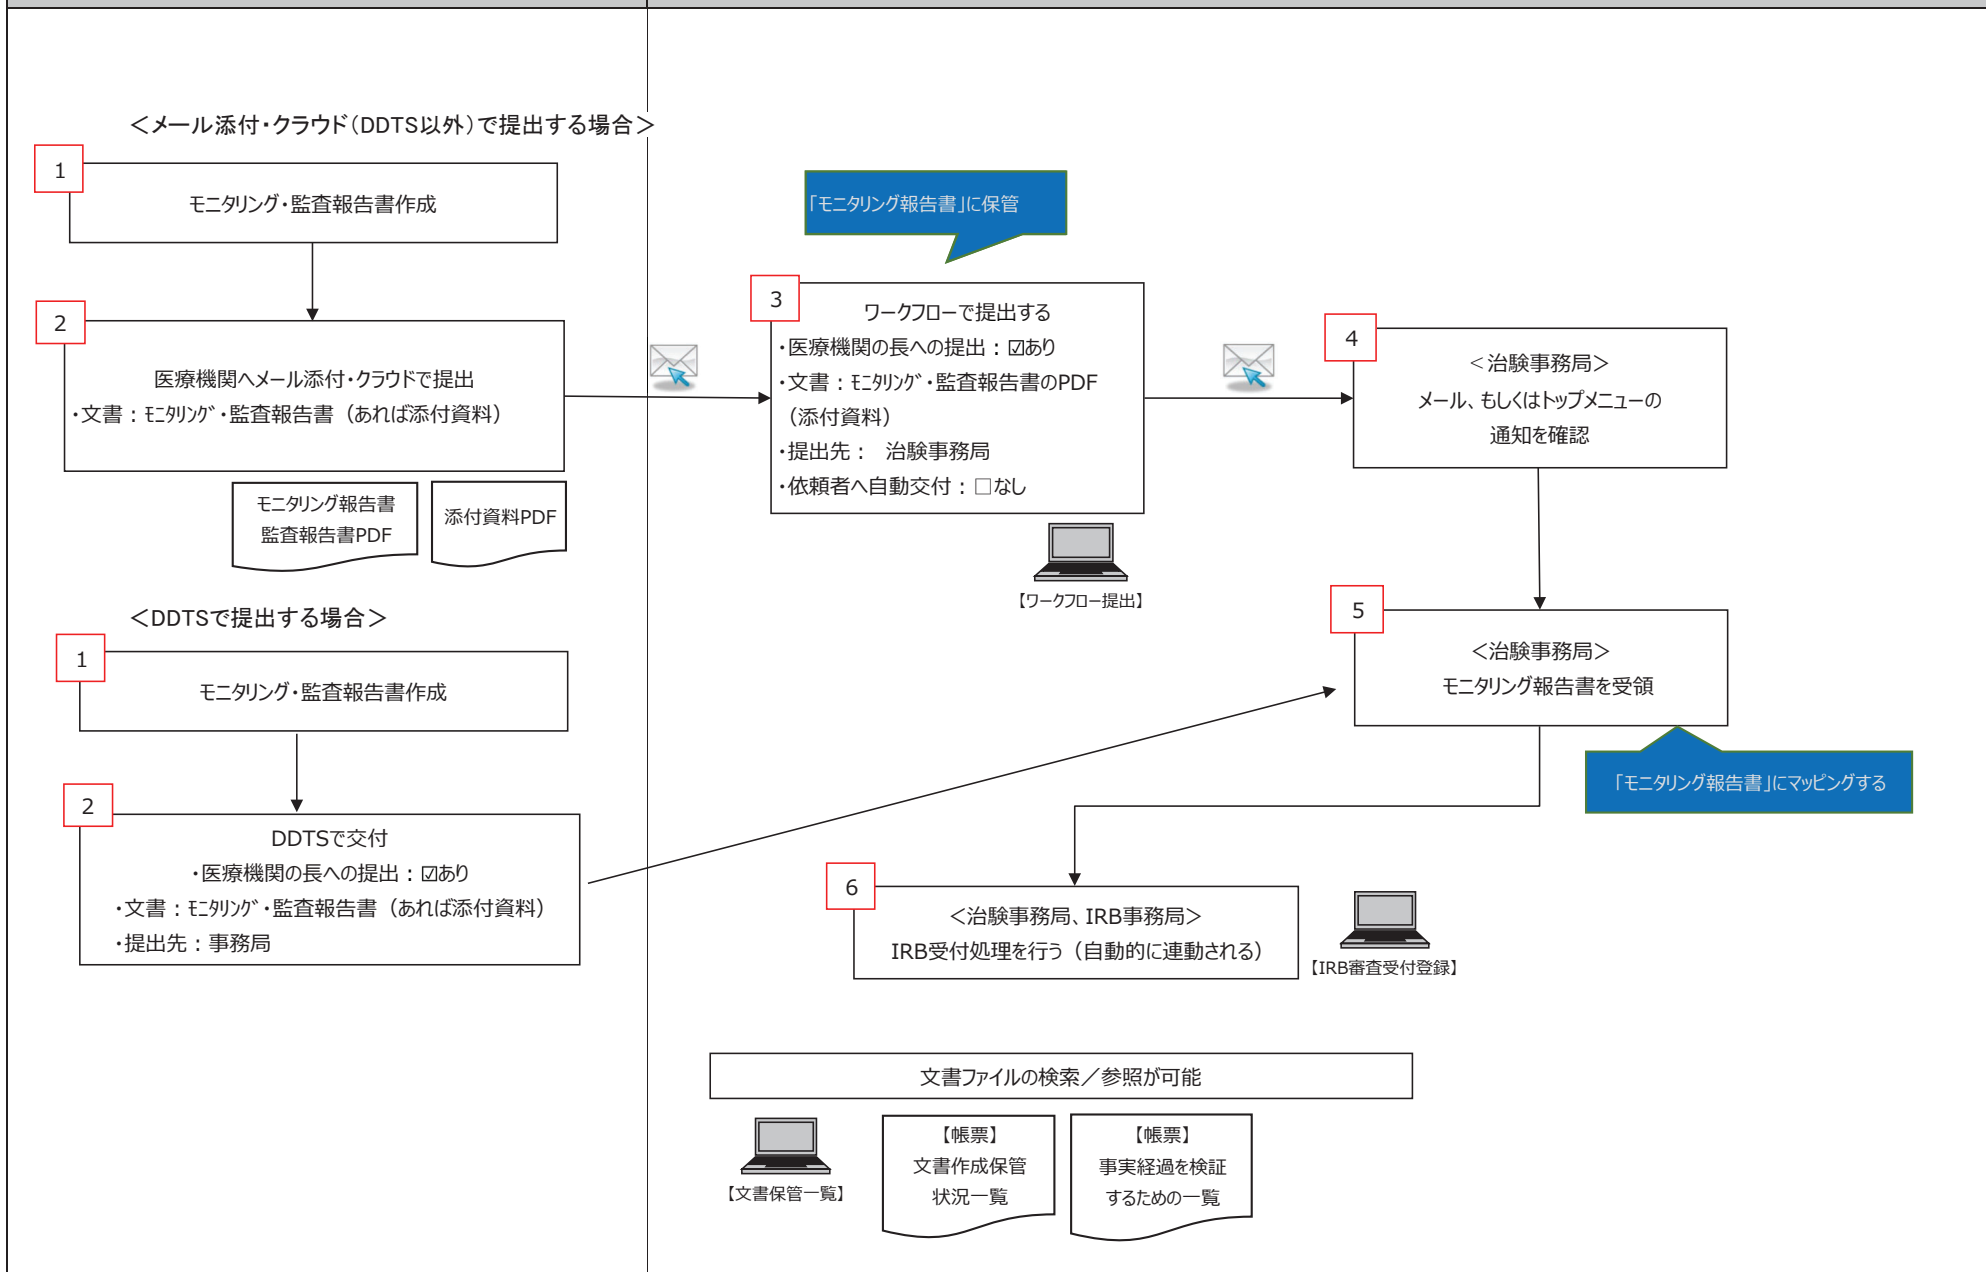 ＜メール添付・クラウド（DDTS以外）で提出する場合＞
1
モニタリング・監査報告書作成
2
医療機関へメール添付・クラウドで提出
・文書：ﾓﾆﾀﾘﾝｸﾞ・監査報告書（あれば添付資料）
モニタリング報告書
監査報告書PDF
添付資料PDF
＜DDTSで提出する場合＞
1
モニタリング・監査報告書作成
2
DDTSで交付
・医療機関の長への提出：☑あり
・文書：ﾓﾆﾀﾘﾝｸﾞ・監査報告書（あれば添付資料）
・提出先：事務局
「モニタリング報告書」に保管
3
ワークフローで提出する
・医療機関の長への提出：☑あり
・文書：ﾓﾆﾀﾘﾝｸﾞ・監査報告書のPDF
（添付資料）
・提出先：　治験事務局
・依頼者へ自動交付：□なし
【ワークフロー提出】
4
＜治験事務局＞
メール、もしくはトップメニューの
通知を確認
5
＜治験事務局＞
モニタリング報告書を受領
「モニタリング報告書」にマッピングする
6
＜治験事務局、IRB事務局＞
IRB受付処理を行う（自動的に連動される）
【IRB審査受付登録】
文書ファイルの検索／参照が可能
【文書保管一覧】
【帳票】
文書作成保管
状況一覧
【帳票】
事実経過を検証
するための一覧